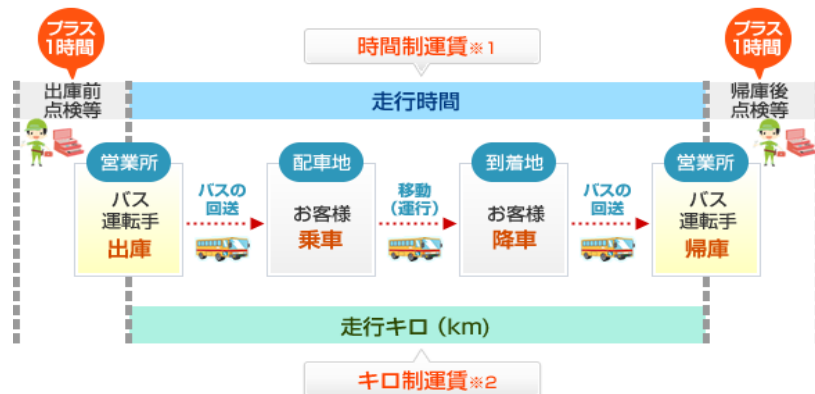 プラス
1時間
時間制運賃※1
プラス
1時間
出庫前
点検等
走行時間
帰庫後
点検等
営業所
バス
運転手
出庫
バスの
回送
配車地
お客様
乗車
移動
（運行）
到着地
お客様
降車
バスの
回送
営業所
バス
運転手
帰庫
走行キロ（km）
キロ制運賃※2